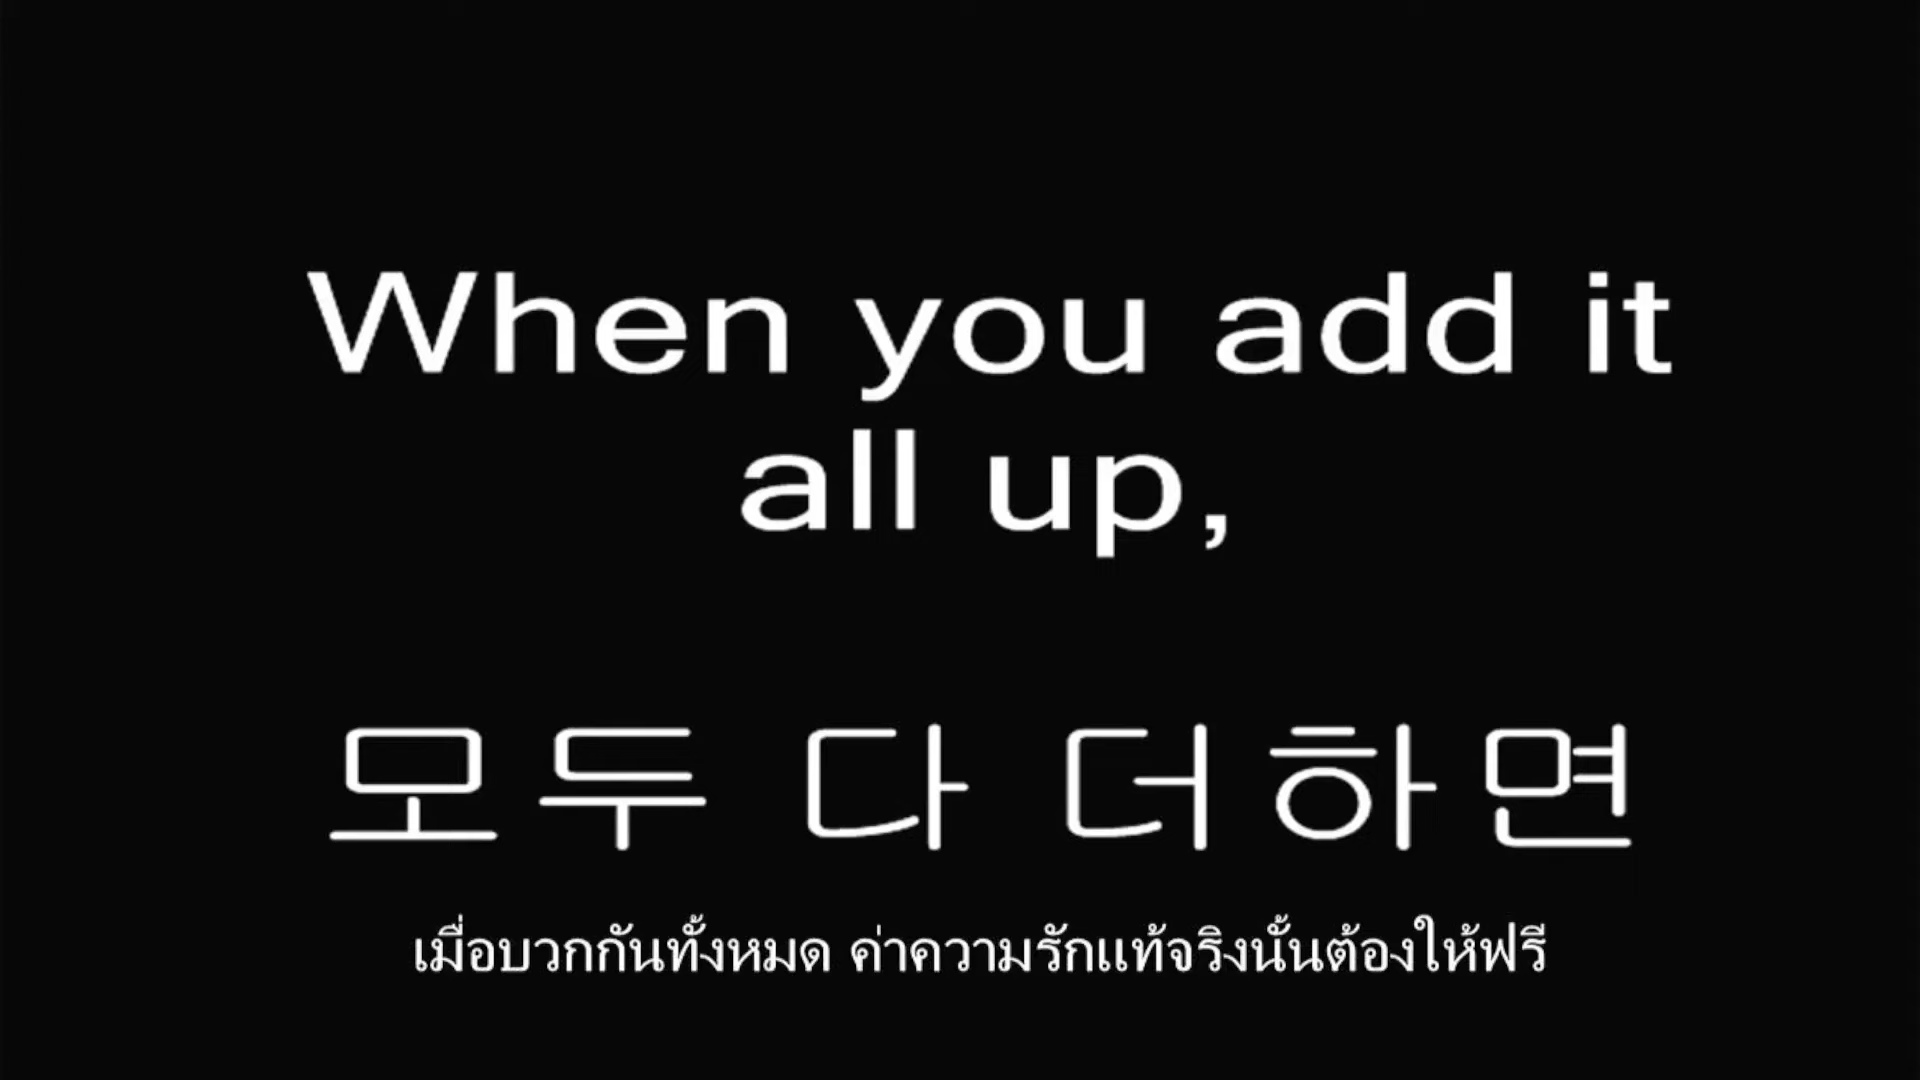 When you add it
all up,
모두 다 더하면
เมื่อบวกกันทั้งหมด ค่าความรักแท้จริงนั้นต้องให้ฟรี